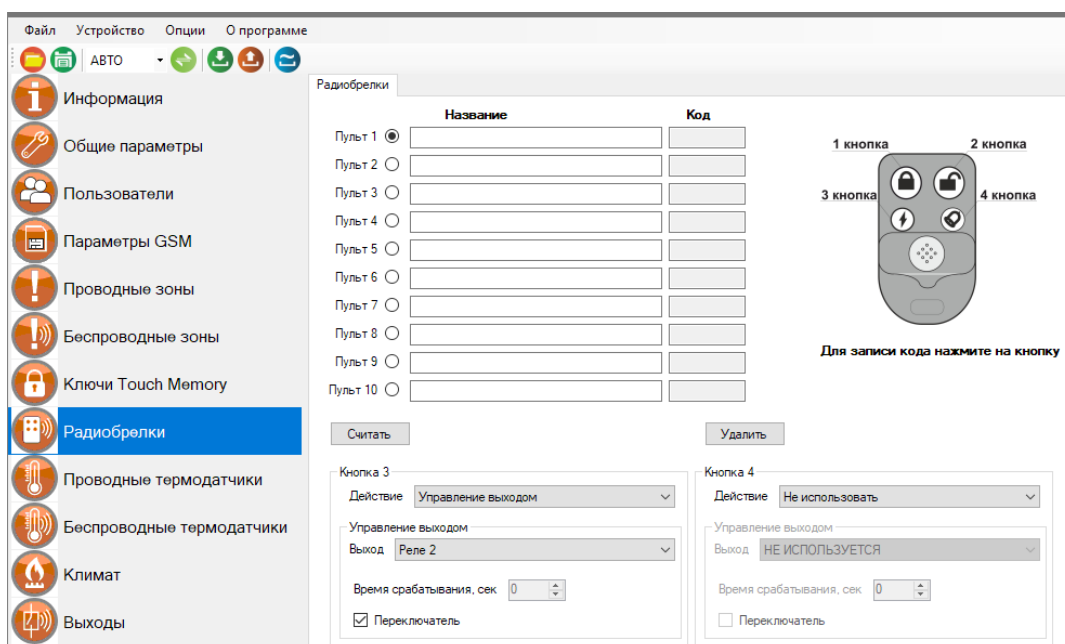 Файл Устройство Опции О программе
АВТО
Информация
Общие параметры
Пользователи
Параметры GSM
Проводные зоны
Беспроводные зоны
Ключи Touch Memory
Радиобрелки
Проводные термодатчики
Беспроводные термодатчики
Климат
Выходы
Радиобрелки
Название Код
Пульт 1
Пульт 2
Пульт 3
Пульт 4
Пульт 5
Пульт 6
Пульт 7
Пульт 8
Пульт 9
Пульт 10
1 кнопка 2 кнопка
3 кнопка 4 кнопка
Для записи кода нажмите на кнопку
Считать Удалить
Кнопка 3
Действие Управление выходом
Управление выходом
Выход Реле 2
Время срабатывания, сек 0
Переключатель
Кнопка 4
Действие Не использовать
Управление выходом
Выход НЕ ИСПОЛЬЗУЕТСЯ
Время срабатывания, сек 0
Переключатель